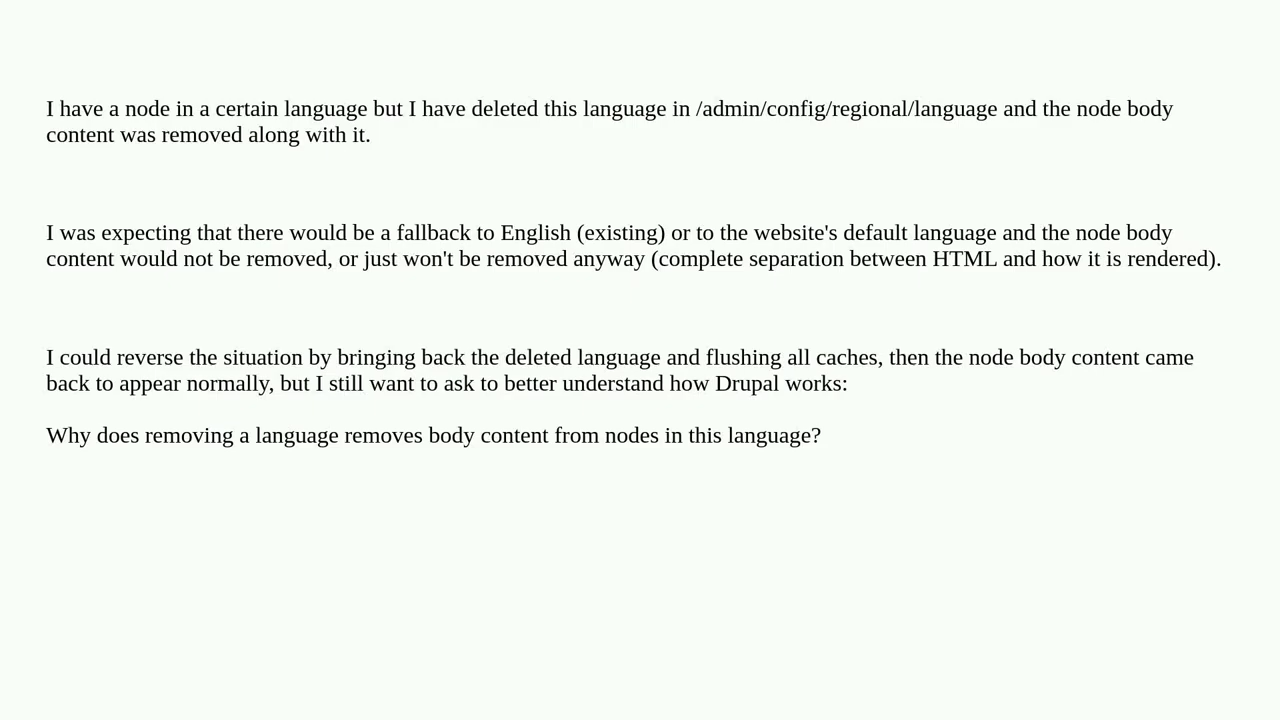 I have a node in a certain language but I have deleted this language in /admin/config/regional/language and the node body
content was removed along with it.
I was expecting that there would be a fallback to English (existing) or to the website's default language and the node body
content would not be removed, or just won't be removed anyway (complete separation between HTML and how it is rendered).
I could reverse the situation by bringing back the deleted language and flushing all caches, then the node body content came
back to appear normally, but I still want to ask to better understand how Drupal works:
Why does removing a language removes body content from nodes in this language?